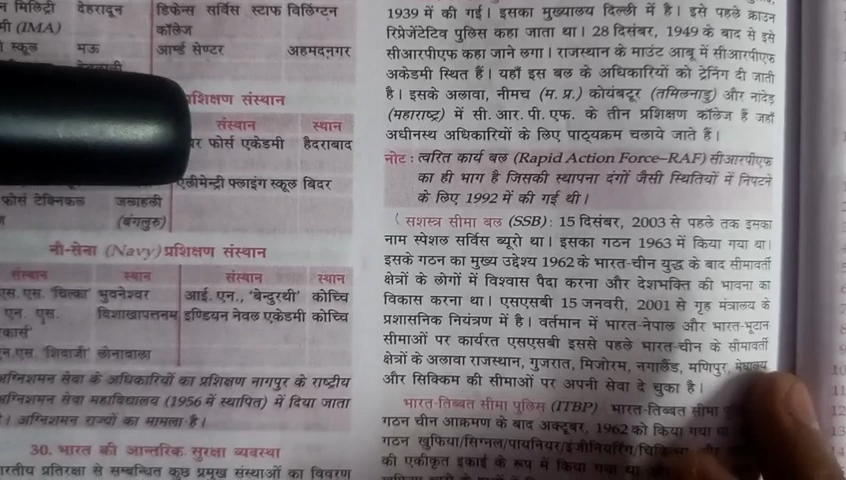 न मिलिट्री देहरादून
मी (IMA)
स्कूल मऊ
डिफेन्स सर्विस स्टाफ विलिंग्टन
कॉलेज
आर्म्ड सेण्टर अहमदनगर
प्रशिक्षण संस्थान
संस्थान स्थान
फोर्स एकेडमी हैदराबाद
एलीमेन्ट्री फ्लाइंग स्कूल बिदर
फोर्स टेक्निकल जलाहली
(बंगलुरु)
नौ-सेना (Navy) प्रशिक्षण संस्थान
संस्थान स्थान संस्थान स्थान
एस. एस. 'चिल्का' भुवनेश्वर आई. एन., 'बेन्दुरथी' कोच्चि
एन. एस. विशाखापत्तनम इण्डियन नेवल एकेडमी कोच्चि
कार्स'
एन.एस. 'शिवाजी' लोनावाला
अग्निशमन सेवा के अधिकारियों का प्रशिक्षण नागपुर के राष्ट्रीय
अग्निशमन सेवा महाविद्यालय (1956 में स्थापित) में दिया जाता
है। अग्निशमन राज्यों का मामला है।
30. भारत की आन्तरिक सुरक्षा व्यवस्था
भारतीय प्रतिरक्षा से सम्बन्धित कुछ प्रमुख संस्थाओं का विवरण
1939 में की गई। इसका मुख्यालय दिल्ली में है। इसे पहले क्राउन
रिप्रेजेंटेटिव पुलिस कहा जाता था। 28 दिसंबर, 1949 के बाद से इसे
सीआरपीएफ कहा जाने लगा। राजस्थान के माउंट आबू में सीआरपीएफ
अकेडमी स्थित हैं। यहाँ इस बल के अधिकारियों को ट्रेनिंग दी जाती
है। इसके अलावा, नीमच (म. प्र.) कोयंबटूर (तमिलनाडु) और नांदेड़
(महाराष्ट्र) में सी. आर. पी. एफ. के तीन प्रशिक्षण कॉलेज हैं जहाँ
अधीनस्थ अधिकारियों के लिए पाठ्यक्रम चलाये जाते हैं।
नोट : त्वरित कार्य बल (Rapid Action Force–RAF) सीआरपीएफ
का ही भाग है जिसकी स्थापना दंगों जैसी स्थितियों में निपटने
के लिए 1992 में की गई थी।
सशस्त्र सीमा बल (SSB) : 15 दिसंबर, 2003 से पहले तक इसका
नाम स्पेशल सर्विस ब्यूरो था। इसका गठन 1963 में किया गया था।
इसके गठन का मुख्य उद्देश्य 1962 के भारत-चीन युद्ध के बाद सीमावर्ती
क्षेत्रों के लोगों में विश्वास पैदा करना और देशभक्ति की भावना का
विकास करना था। एसएसबी 15 जनवरी, 2001 से गृह मंत्रालय के
प्रशासनिक नियंत्रण में है। वर्तमान में भारत-नेपाल और भारत-भूटान
सीमाओं पर कार्यरत एसएसबी इससे पहले भारत-चीन के सीमावर्ती
क्षेत्रों के अलावा राजस्थान, गुजरात, मिजोरम, नगालैंड, मणिपुर, मेघालय
और सिक्किम की सीमाओं पर अपनी सेवा दे चुका है।
भारत-तिब्बत सीमा पुलिस (ITBP) भारत-तिब्बत सीमा
गठन चीन आक्रमण के बाद अक्टूबर, 1962 को किया गया
गठन खुफिया/सिग्नल/पायनियर/इंजीनियरिंग/
की एकीकृत इकाई के रूप में किया गया था
10
11
12
13